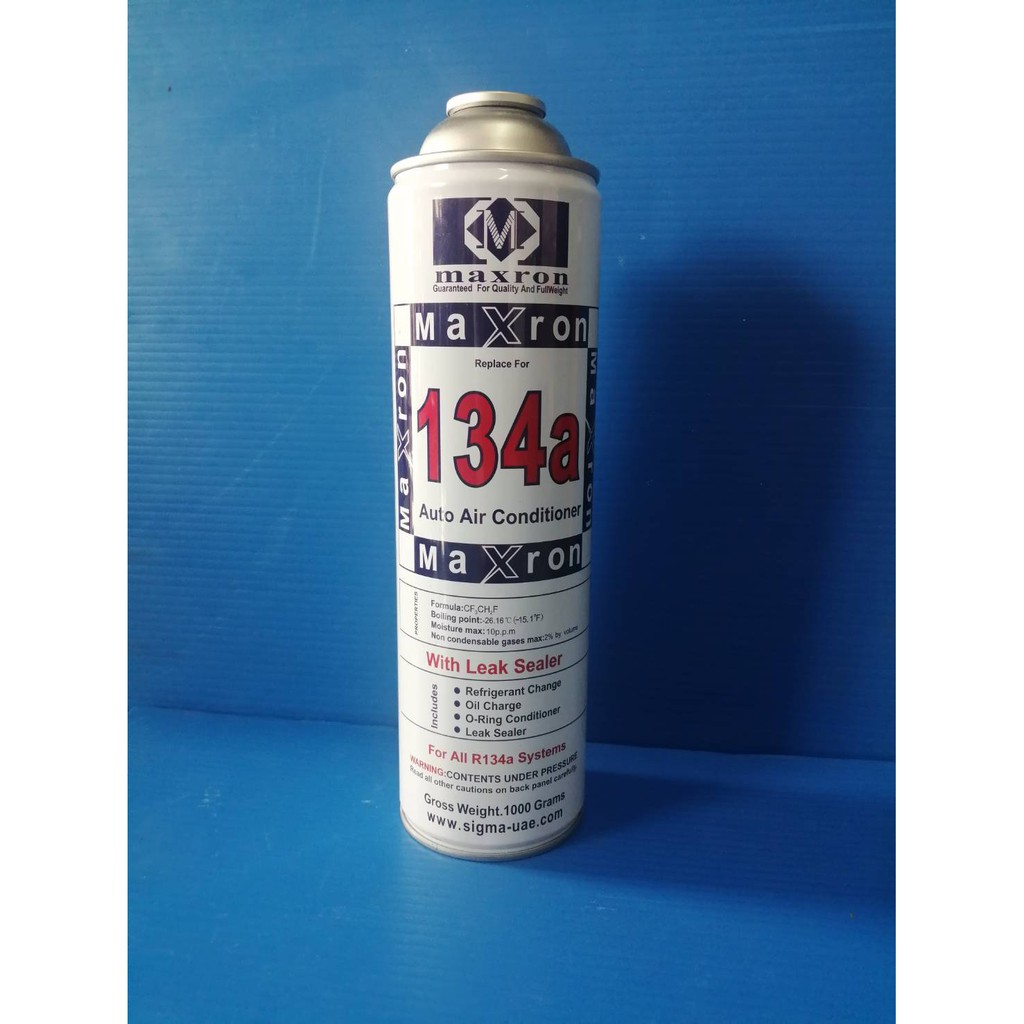 M
maxron
Guaranteed For Quality And FullWeight
MaXron
MaXron
MaXron
Replace For
134a
Auto Air Conditioner
MaXron
PROPERTIES
Formula:CF₃CH₂F
Boiling point:-26.16℃(-15.1°F)
Moisture max:10p.p.m
Non condensable gases max:2% by volume
With Leak Sealer
Includes
● Refrigerant Change
● Oil Charge
● O-Ring Conditioner
● Leak Sealer
For All R134a Systems
WARNING:CONTENTS UNDER PRESSURE
Read all other cautions on back panel carefully.
Gross Weight.1000 Grams
www.sigma-uae.com